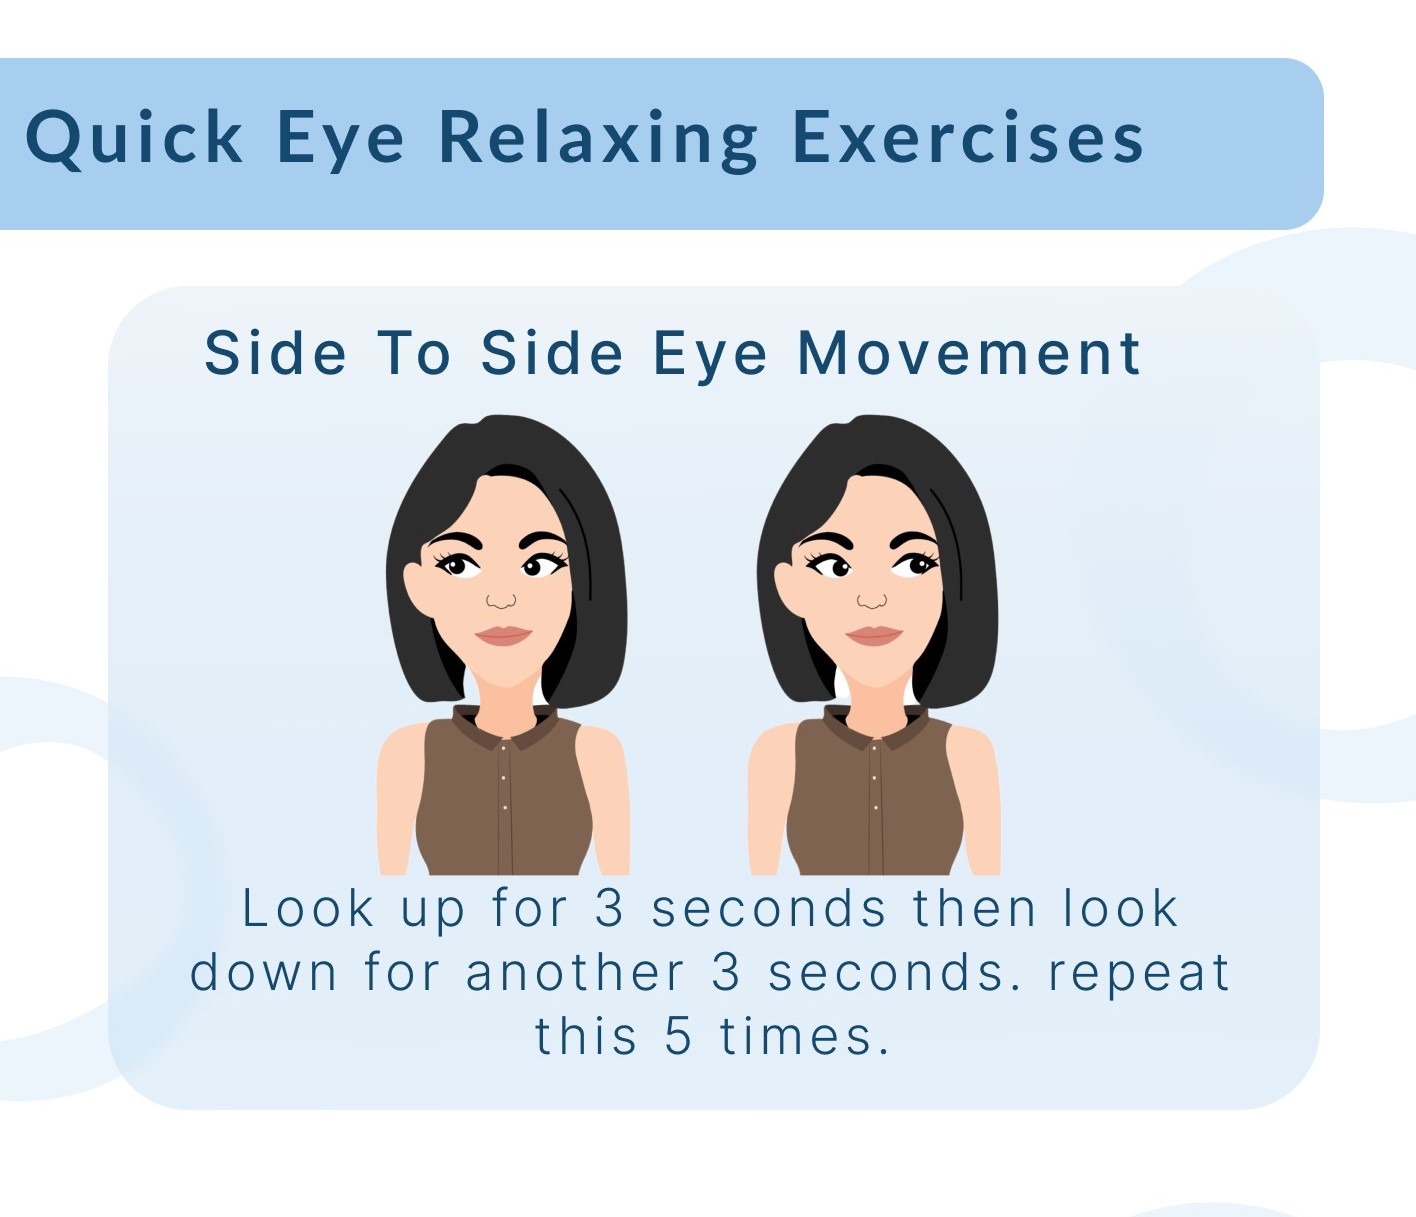 Quick Eye Relaxing Exercises
Side To Side Eye Movement
Look up for 3 seconds then look
down for another 3 seconds. repeat
this 5 times.